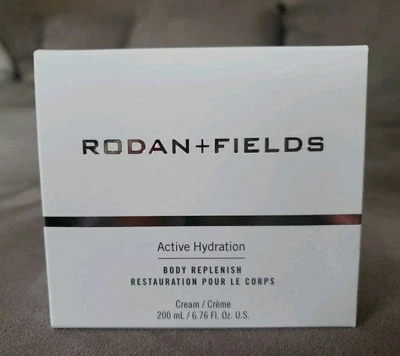 RODAN+FIELDS
Active Hydration
BODY REPLENISH
RESTAURATION POUR LE CORPS
Cream / Crème
200 mL / 6.76 Fl. Oz. U.S.